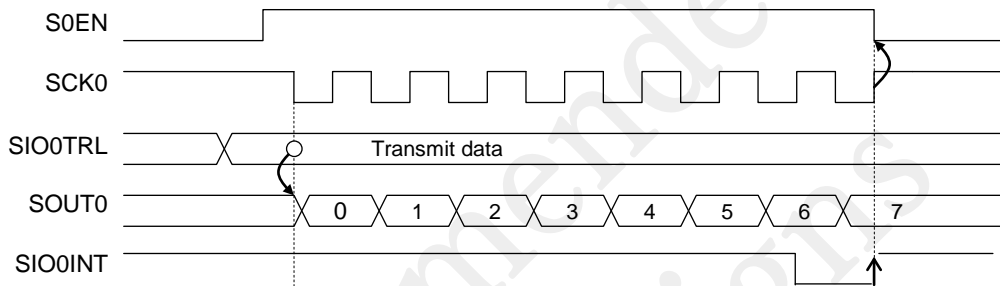 S0EN
SCK0
SIO0TRL
Transmit data
SOUT0
0 1 2 3 4 5 6 7
SIO0INT